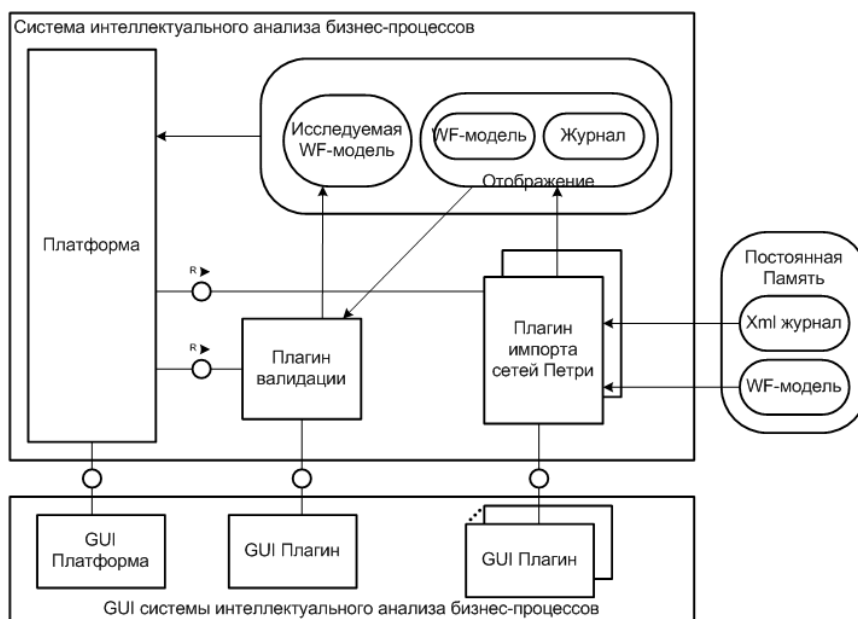 Система интеллектуального анализа бизнес-процессов
Исследуемая
WF-модель
WF-модель
Журнал
Отображение
Платформа
R
R
Плагин
валидации
Плагин
импорта
сетей Петри
Постоянная
Память
Xml журнал
WF-модель
GUI
Платформа
GUI Плагин
GUI Плагин
GUI системы интеллектуального анализа бизнес-процессов